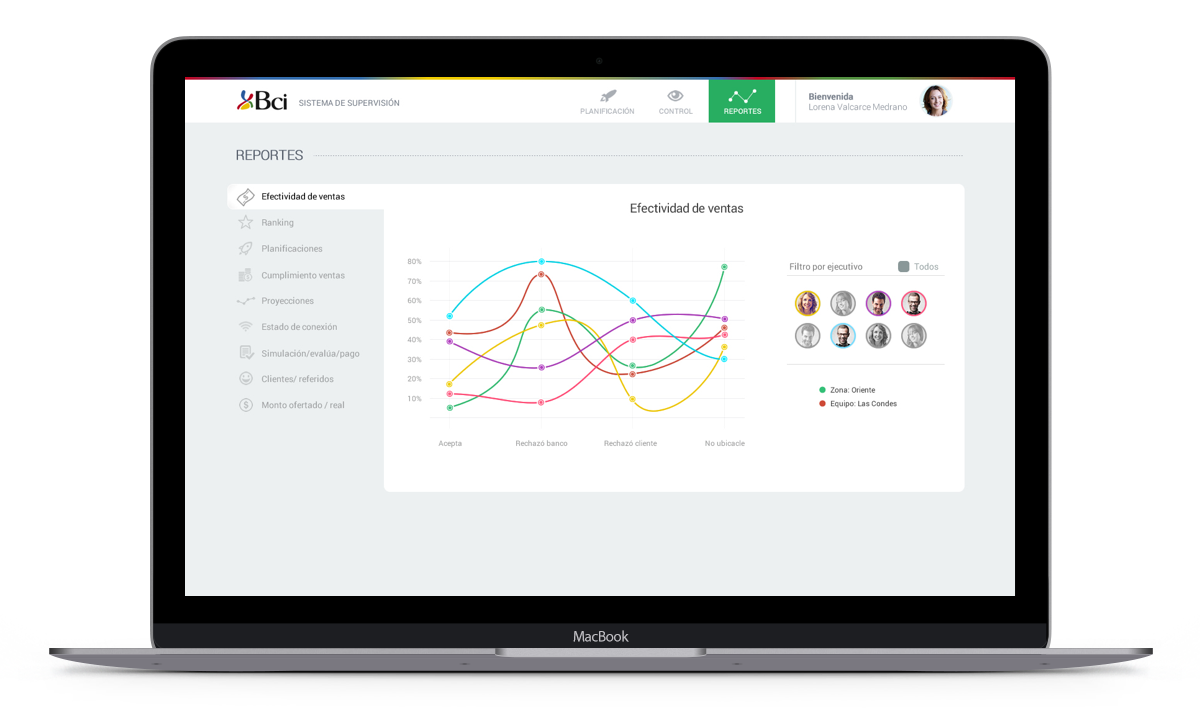 Bci SISTEMA DE SUPERVISIÓN
PLANIFICACIÓN
CONTROL
REPORTES
Bienvenida
Lorena Valcarce Medrano
REPORTES
Efectividad de ventas
Ranking
Planificaciones
Cumplimiento ventas
Proyecciones
Estado de conexión
Simulación/evalúa/pago
Clientes/ referidos
Monto ofertado / real
Efectividad de ventas
80%
70%
60%
50%
40%
30%
20%
10%
Acepta
Rechazó banco
Rechazó cliente
No ubicacle
Filtro por ejecutivo
Todos
Zona: Oriente
Equipo: Las Condes
MacBook